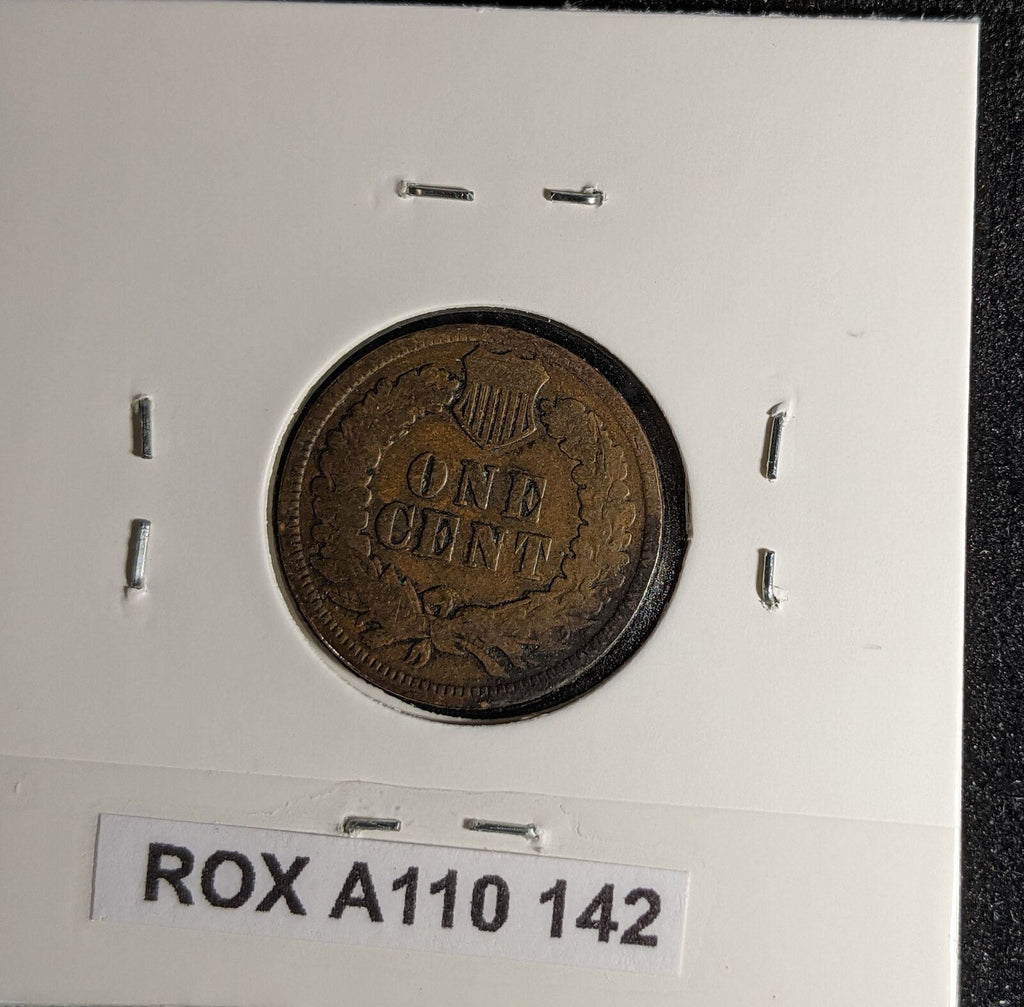 ONE
CENT
ROX A110 142